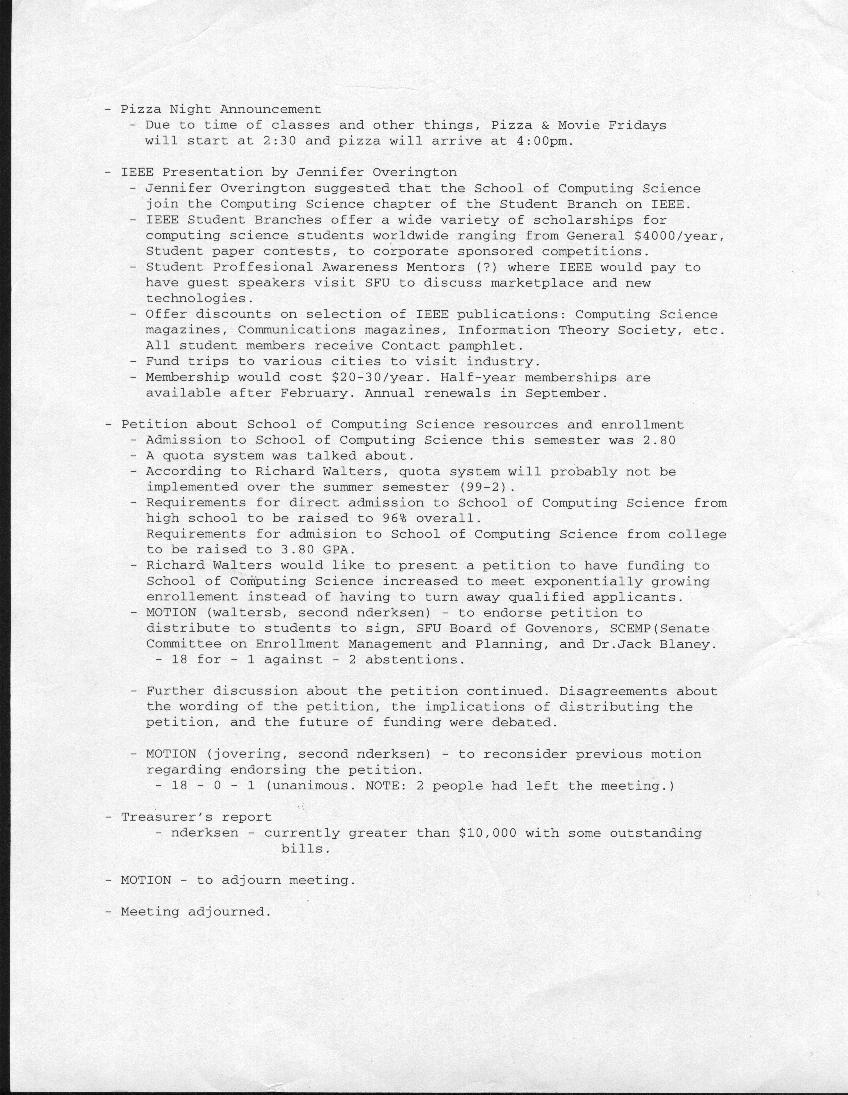 - Pizza Night Announcement
- Due to time of classes and other things, Pizza & Movie Fridays
will start at 2:30 and pizza will arrive at 4:00pm.
- IEEE Presentation by Jennifer Overington
- Jennifer Overington suggested that the School of Computing Science
join the Computing Science chapter of the Student Branch on IEEE.
- IEEE Student Branches offer a wide variety of scholarships for
computing science students worldwide ranging from General $4000/year,
Student paper contests, to corporate sponsored competitions.
- Student Proffesional Awareness Mentors (?) where IEEE would pay to
have guest speakers visit SFU to discuss marketplace and new
technologies.
- Offer discounts on selection of IEEE publications: Computing Science
magazines, Communications magazines, Information Theory Society, etc.
All student members receive Contact pamphlet.
- Fund trips to various cities to visit industry.
- Membership would cost $20-30/year. Half-year memberships are
available after February. Annual renewals in September.
- Petition about School of Computing Science resources and enrollment
- Admission to School of Computing Science this semester was 2.80
- A quota system was talked about.
- According to Richard Walters, quota system will probably not be
implemented over the summer semester (99-2).
- Requirements for direct admission to School of Computing Science from
high school to be raised to 96% overall.
Requirements for admision to School of Computing Science from college
to be raised to 3.80 GPA.
- Richard Walters would like to present a petition to have funding to
School of Computing Science increased to meet exponentially growing
enrollement instead of having to turn away qualified applicants.
- MOTION (waltersb, second nderksen) - to endorse petition to
distribute to students to sign, SFU Board of Govenors, SCEMP(Senate
Committee on Enrollment Management and Planning, and Dr.Jack Blaney.
- 18 for - 1 against - 2 abstentions.
- Further discussion about the petition continued. Disagreements about
the wording of the petition, the implications of distributing the
petition, and the future of funding were debated.
- MOTION (jovering, second nderksen) - to reconsider previous motion
regarding endorsing the petition.
- 18 - 0 - 1 (unanimous. NOTE: 2 people had left the meeting.)
- Treasurer's report
- nderksen - currently greater than $10,000 with some outstanding
bills.
- MOTION - to adjourn meeting.
- Meeting adjourned.